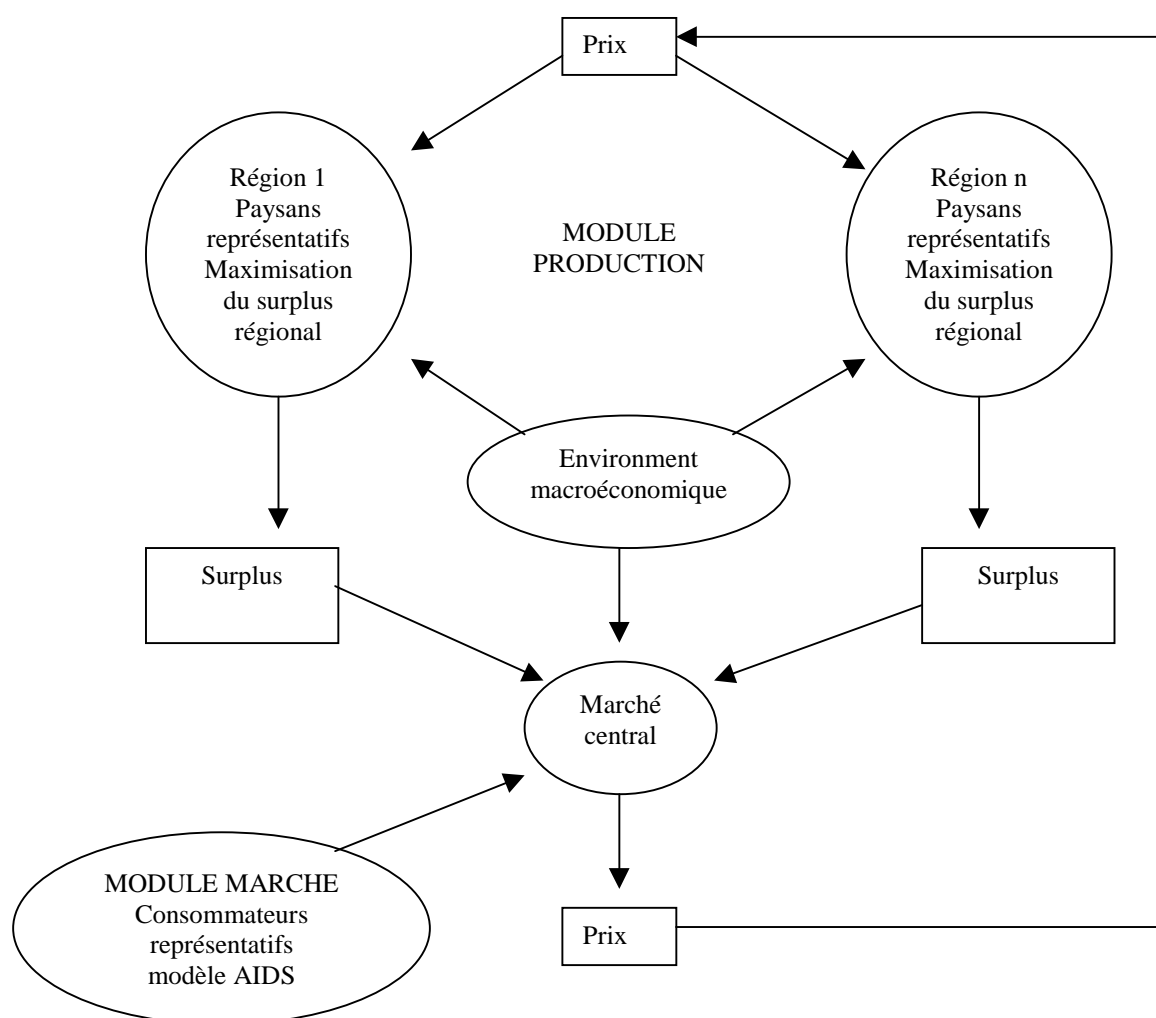 Prix
Région 1
Paysans
représentatifs
Maximisation
du surplus
régional
MODULE
PRODUCTION
Région n
Paysans
représentatifs
Maximisation
du surplus
régional
Environment
macroéconomique
Surplus
Surplus
Marché
central
MODULE MARCHE
Consommateurs
représentatifs
modèle AIDS
Prix